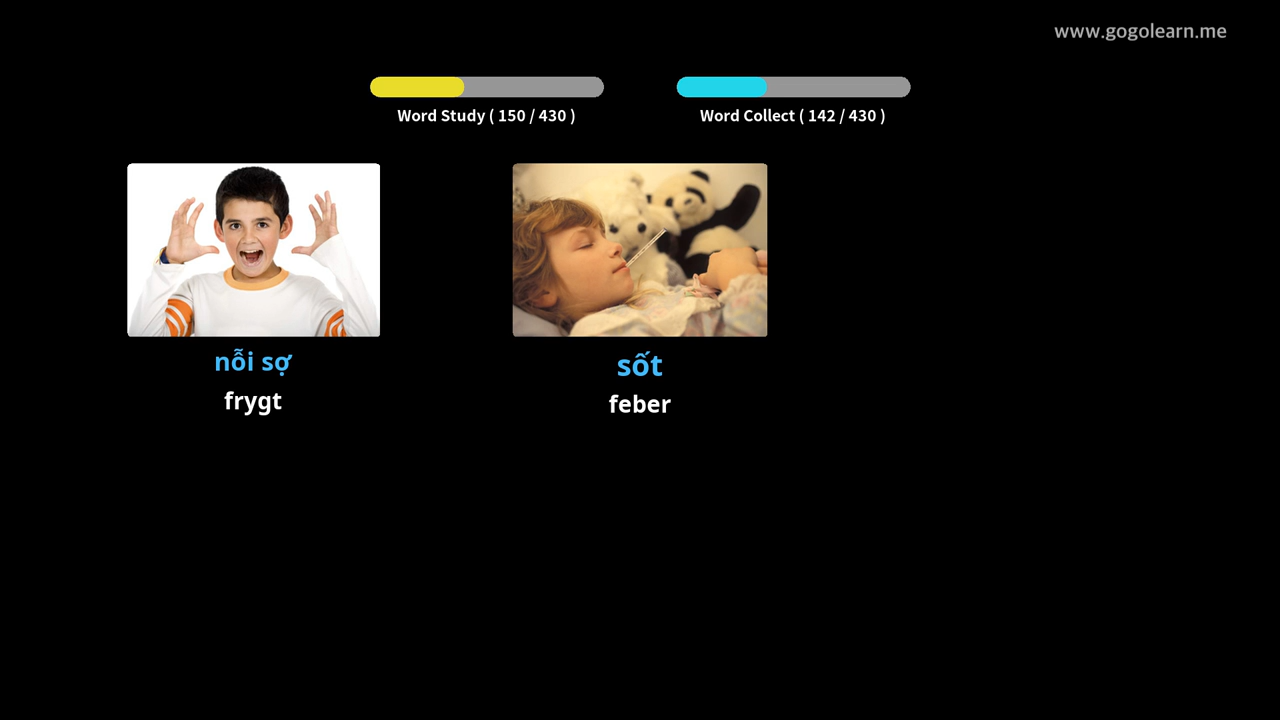 www.gogolearn.me
Word Study ( 150 / 430 )
Word Collect ( 142 / 430 )
nỗi sợ
frygt
sốt
feber